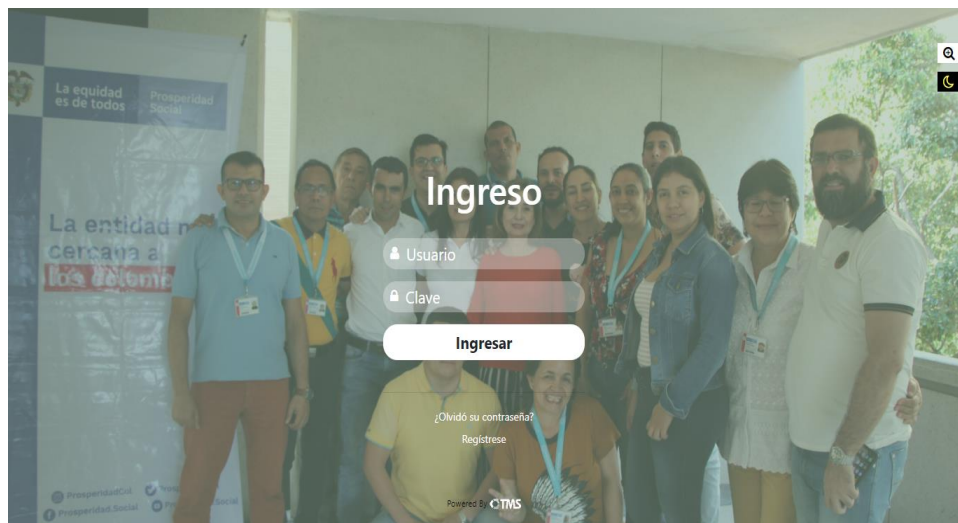 La equidad
es de todos
Prosperidad
Social
La entidad
cercana a
Ingreso
Usuario
Clave
Ingresar
¿Olvidó su contraseña?
Regístrese
Powered By TMS
ProsperidadCol
Prosperidad.Social
Social